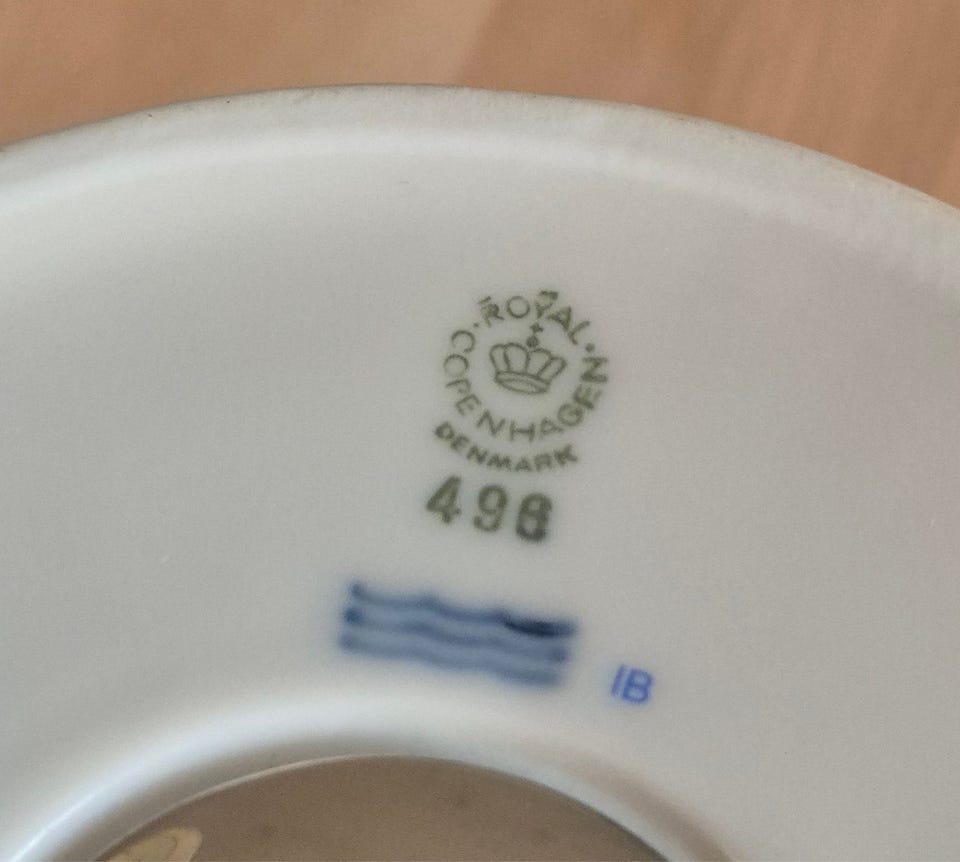 ROYAL
COPENHAGEN
DENMARK
498
IB